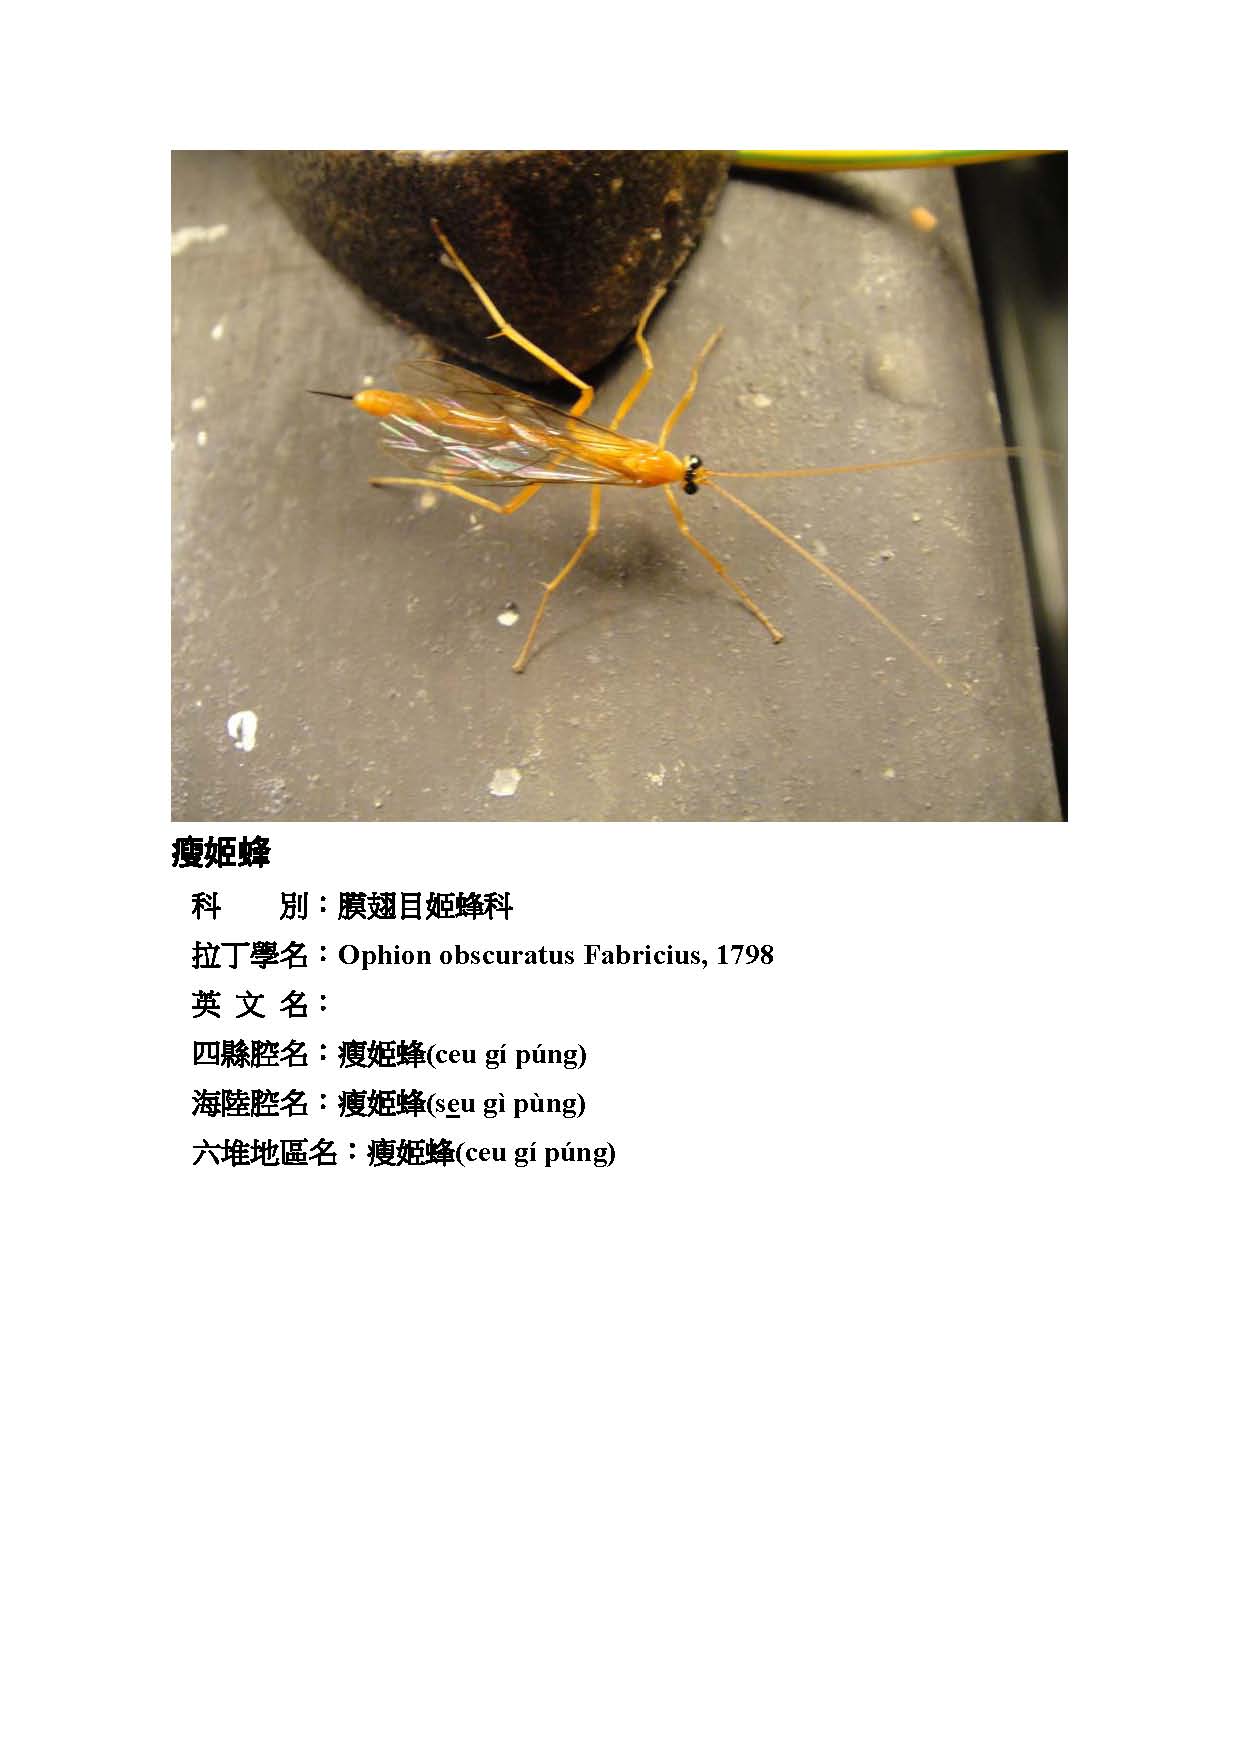 瘦姬蜂
科　　別：膜翅目姬蜂科
拉丁學名：Ophion obscuratus Fabricius, 1798
英 文 名：
四縣腔名：瘦姬蜂(ceu gí púng)
海陸腔名：瘦姬蜂(seu gì pùng)
六堆地區名：瘦姬蜂(ceu gí púng)